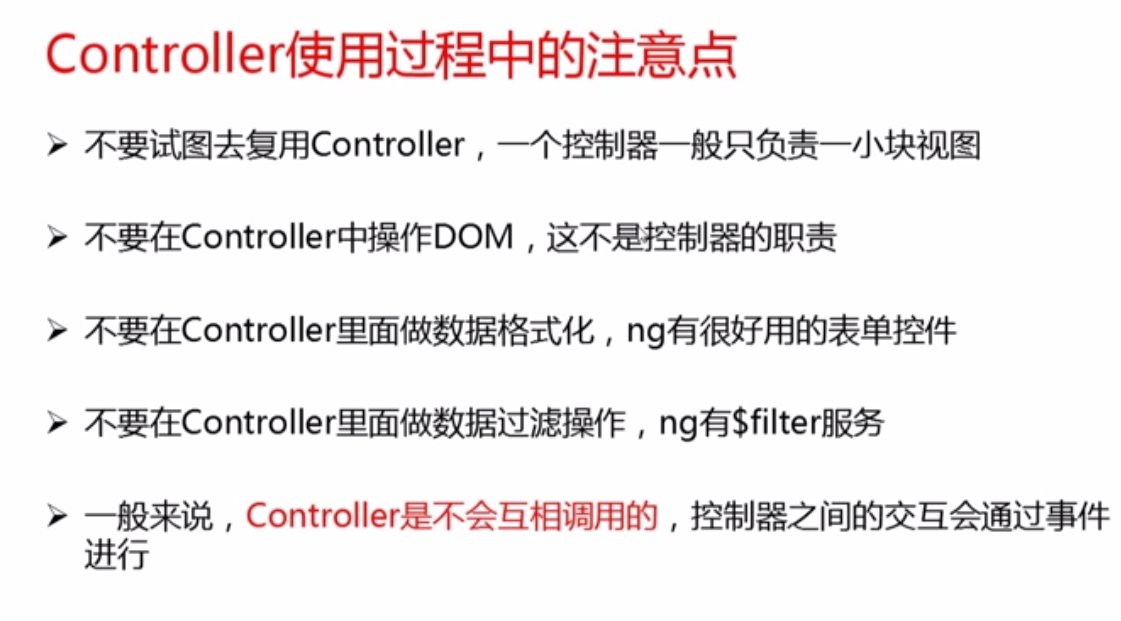 Controller使用过程中的注意点
不要试图去复用Controller，一个控制器一般只负责一小块视图
不要在Controller中操作DOM，这不是控制器的职责
不要在Controller里面做数据格式化，ng有很好用的表单控件
不要在Controller里面做数据过滤操作，ng有$filter服务
一般来说，Controller是不会互相调用的，控制器之间的交互会通过事件
进行